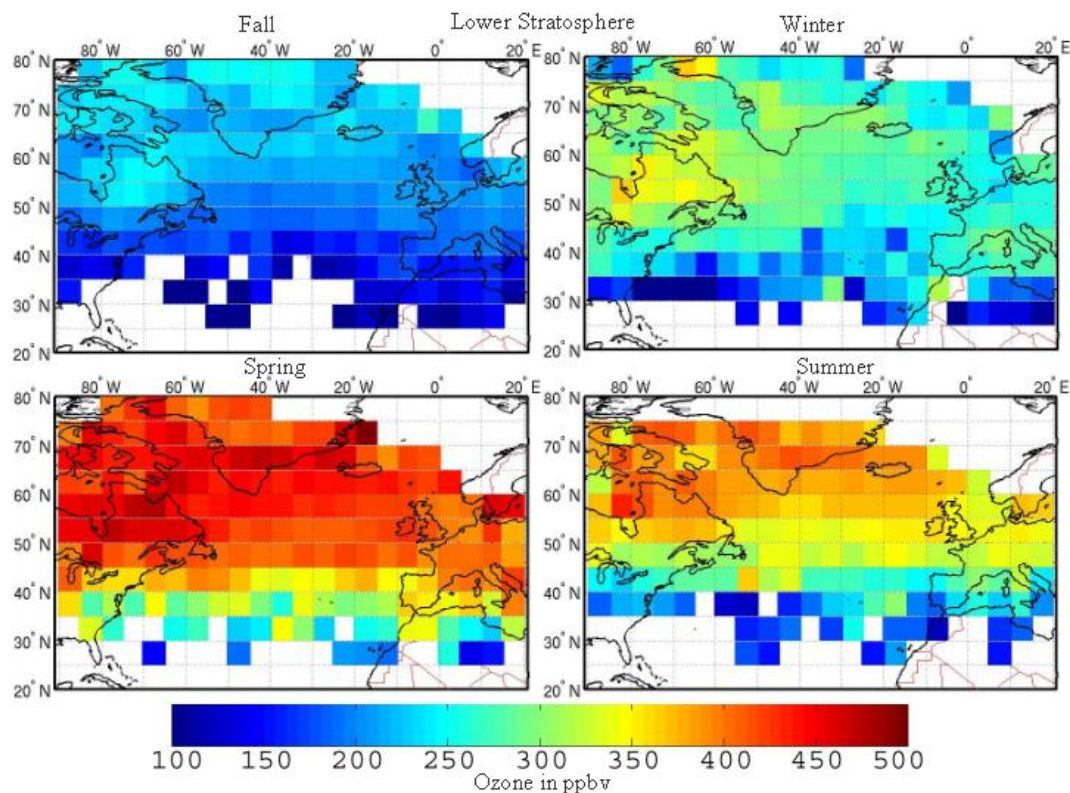 Fall Lower Stratosphere Winter
80° W 60° 40° 20° 0° 20° E 80° W 60° 40° 20° 0° 20° E
80° N 80° N
70° N 70° N
60° N 60° N
50° N 50° N
40° N 40° N
30° N 30° N
20° N 20° N
Spring Summer
80° W 60° 40° 20° 0° 20° E 80° W 60° 40° 20° 0° 20° E
80° N 80° N
70° N 70° N
60° N 60° N
50° N 50° N
40° N 40° N
30° N 30° N
20° N 20° N
100 150 200 250 300 350 400 450 500
Ozone in ppbv